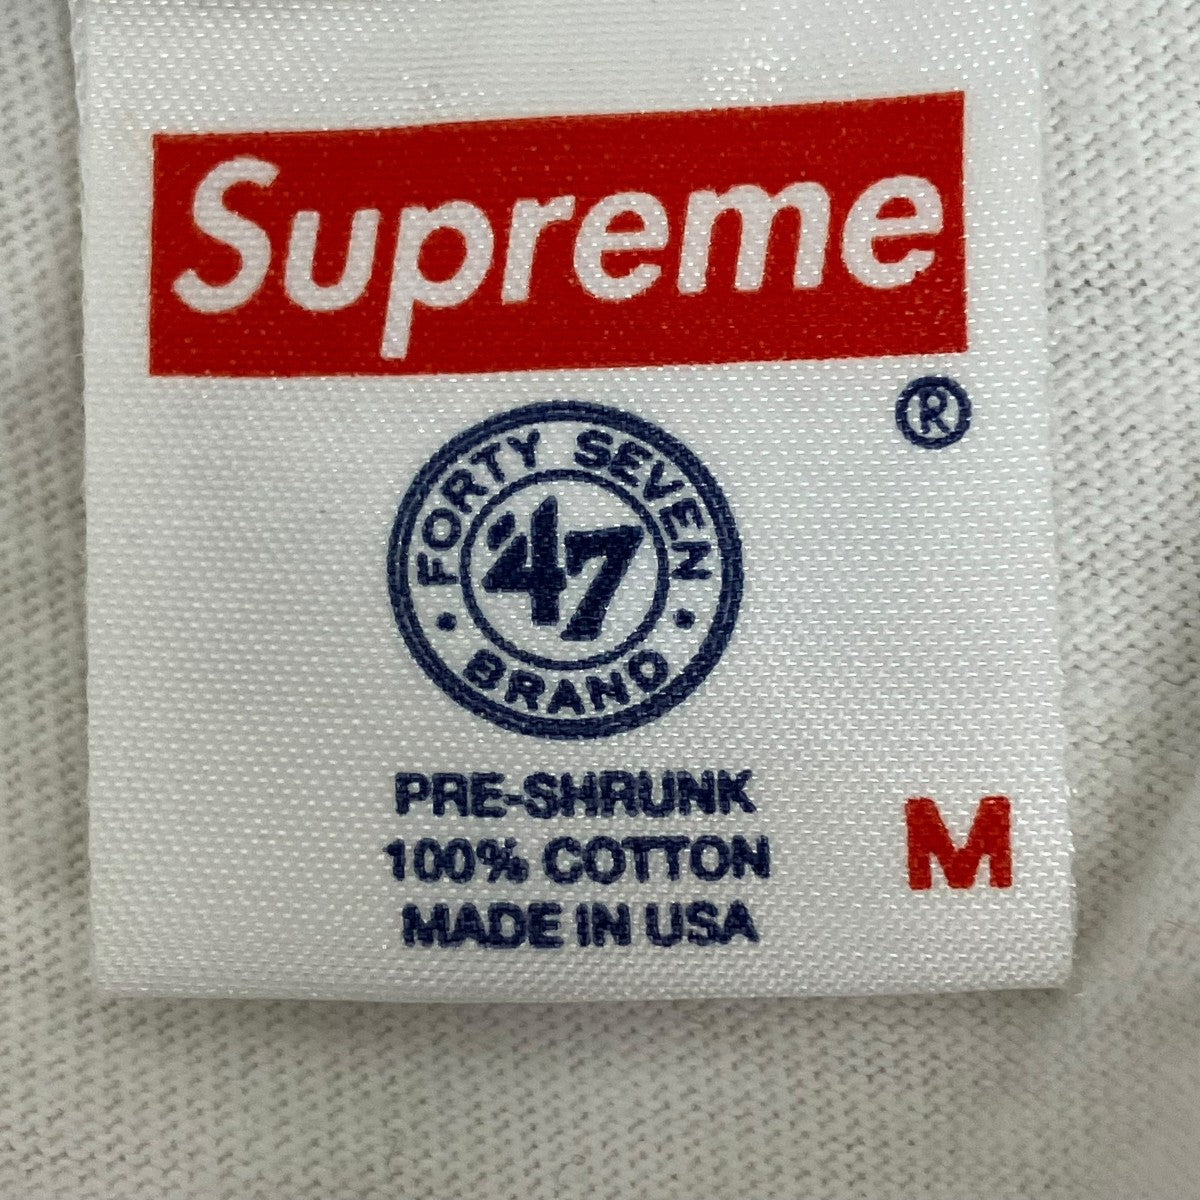 Supreme
®
FORTY SEVEN
'47
BRAND
PRE-SHRUNK
100% COTTON
MADE IN USA
M